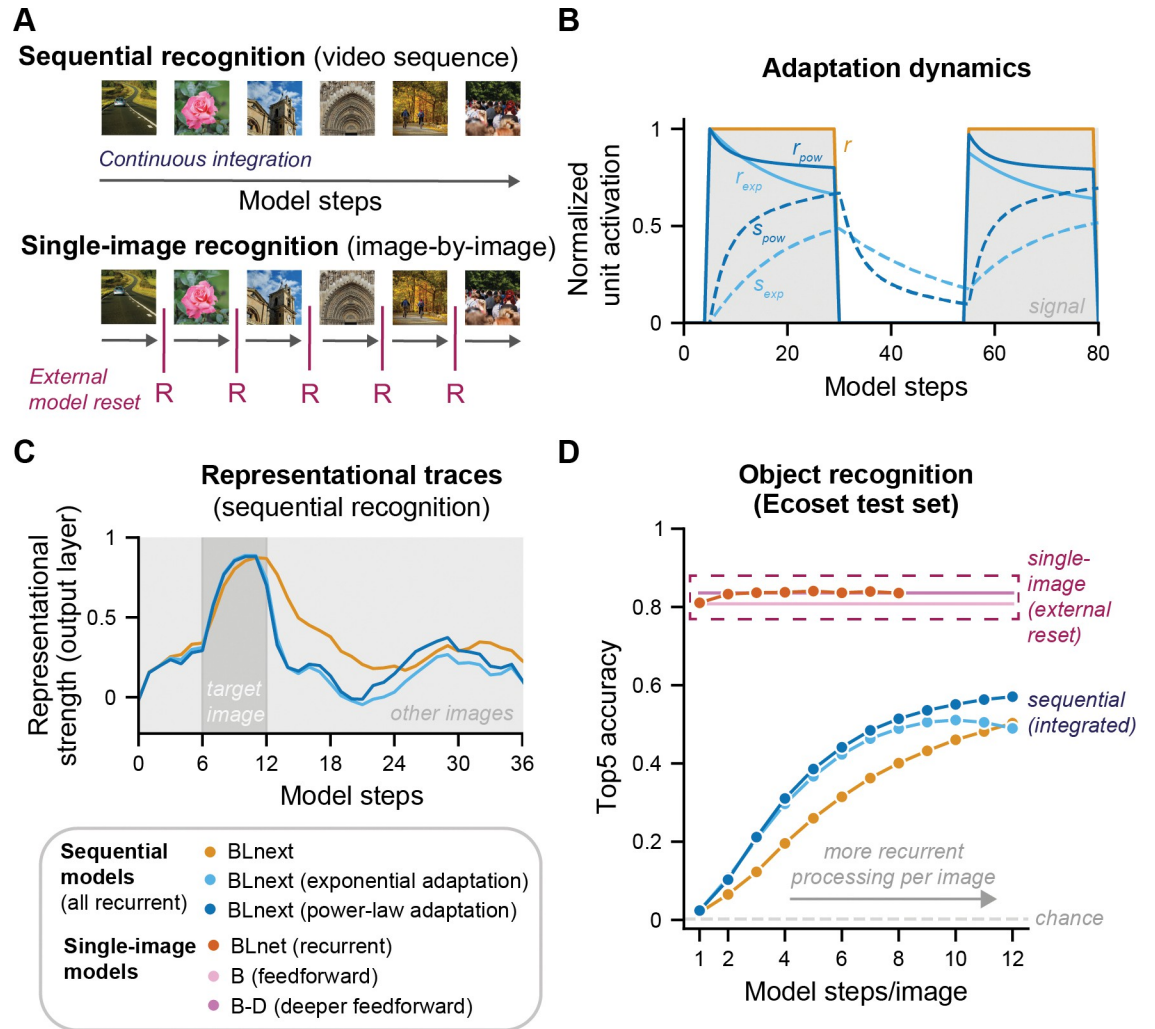 A
Sequential recognition (video sequence)
Continuous integration
Model steps
Single-image recognition (image-by-image)
External
model reset
R
R
R
R
R
B
Adaptation dynamics
Normalized
unit activation
1
0.5
0
r_pow
r
r_exp
s_pow
s_exp
signal
0
20
40
60
80
Model steps
C
Representational traces
(sequential recognition)
Representational
strength (output layer)
1
0.5
0
target
image
other images
0
6
12
18
24
30
36
Model steps
Sequential
models
(all recurrent)
BLnext
BLnext (exponential adaptation)
BLnext (power-law adaptation)
Single-image
models
BLnet (recurrent)
B (feedforward)
B-D (deeper feedforward)
D
Object recognition
(Ecoset test set)
Top5 accuracy
1
0.8
0.6
0.4
0.2
0
single-
image
(external
reset)
sequential
(integrated)
more recurrent
processing per image
chance
1
2
4
6
8
10
12
Model steps/image